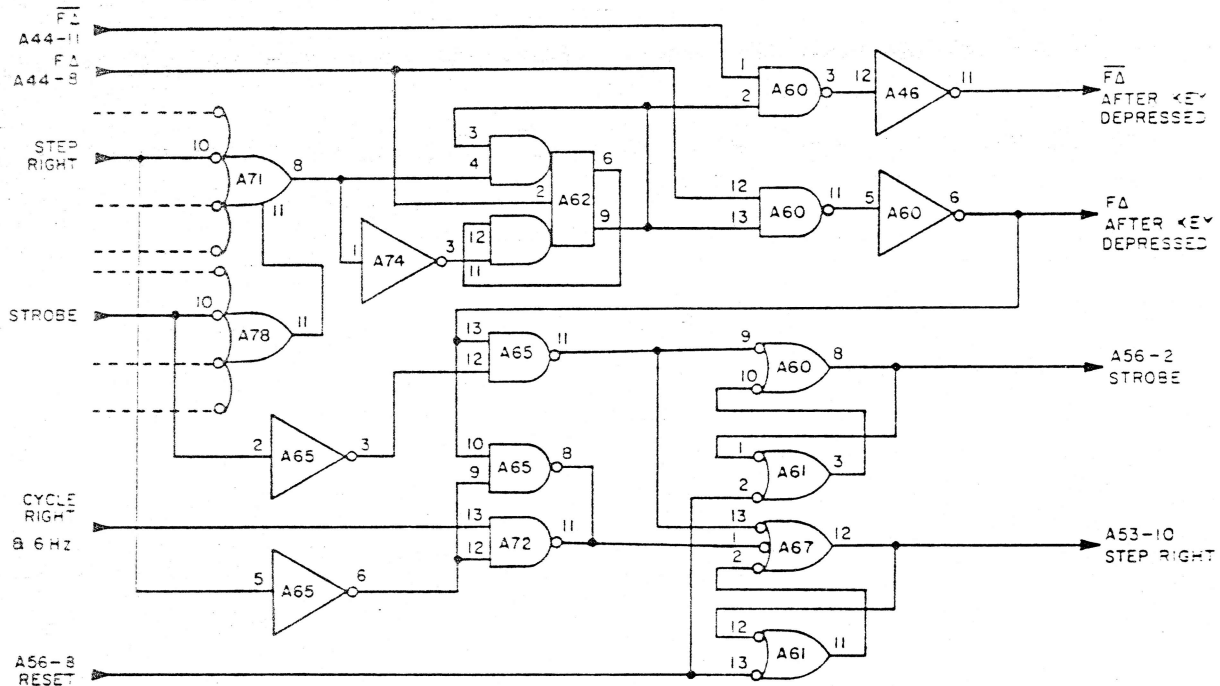 F∆
A44-11
F∆
A44-8
STEP
RIGHT
10
A71
8
11
STROBE
10
A78
11
1
A74
3
3
4
2
A62
6
9
12
11
1
2
A60
3
12
A46
11
F∆
AFTER KEY
DEPRESSED
12
13
A60
11
5
A60
6
F∆
AFTER KEY
DEPRESSED
13
12
A65
11
2
A65
3
10
9
A65
8
CYCLE
RIGHT
& 6 Hz
13
12
A72
11
5
A65
6
A56-8
RESET
9
10
A60
8
A56-2
STROBE
1
2
A61
3
13
1
2
A67
12
A53-10
STEP RIGHT
12
13
A61
11